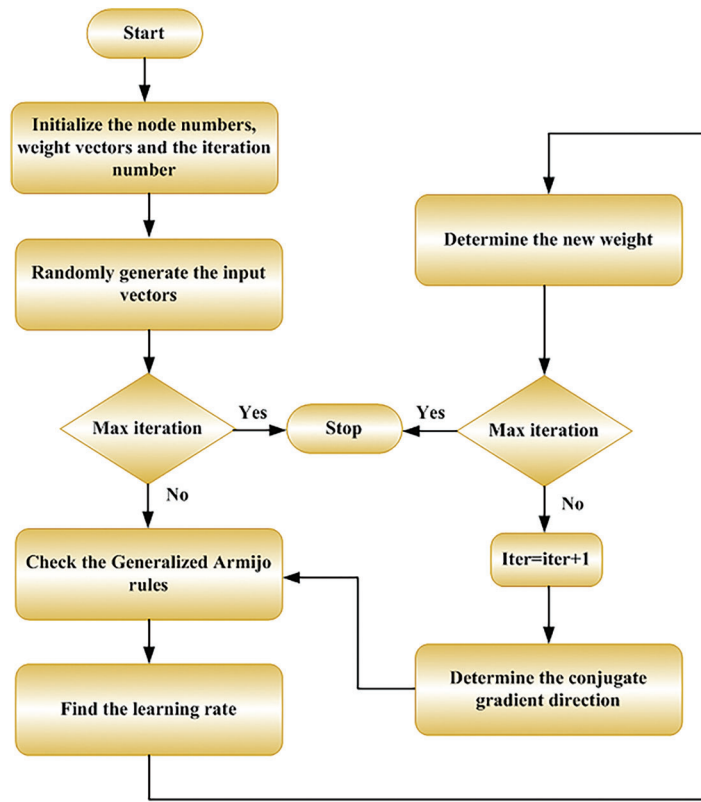 Start
Initialize the node numbers,
weight vectors and the iteration
number
Randomly generate the input
vectors
Max iteration
Yes
No
Stop
Check the Generalized Armijo
rules
Find the learning rate
Determine the new weight
Max iteration
Yes
No
Iter=iter+1
Determine the conjugate
gradient direction